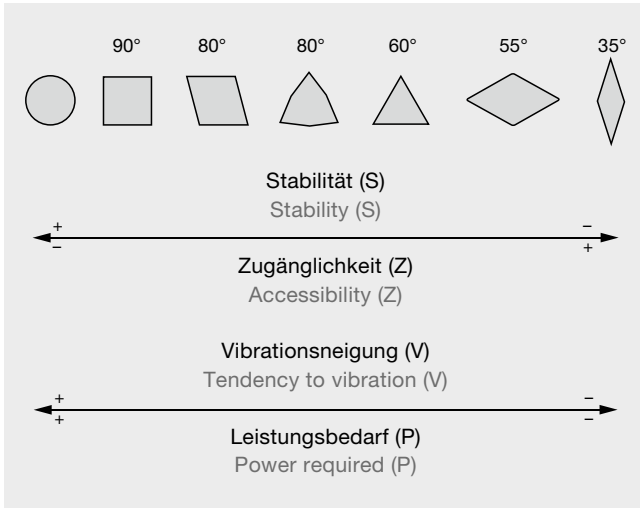 90° 80° 80° 60° 55° 35°
Stabilität (S)
Stability (S)
+ −
− +
Zugänglichkeit (Z)
Accessibility (Z)
Vibrationsneigung (V)
Tendency to vibration (V)
+ −
+ −
Leistungsbedarf (P)
Power required (P)